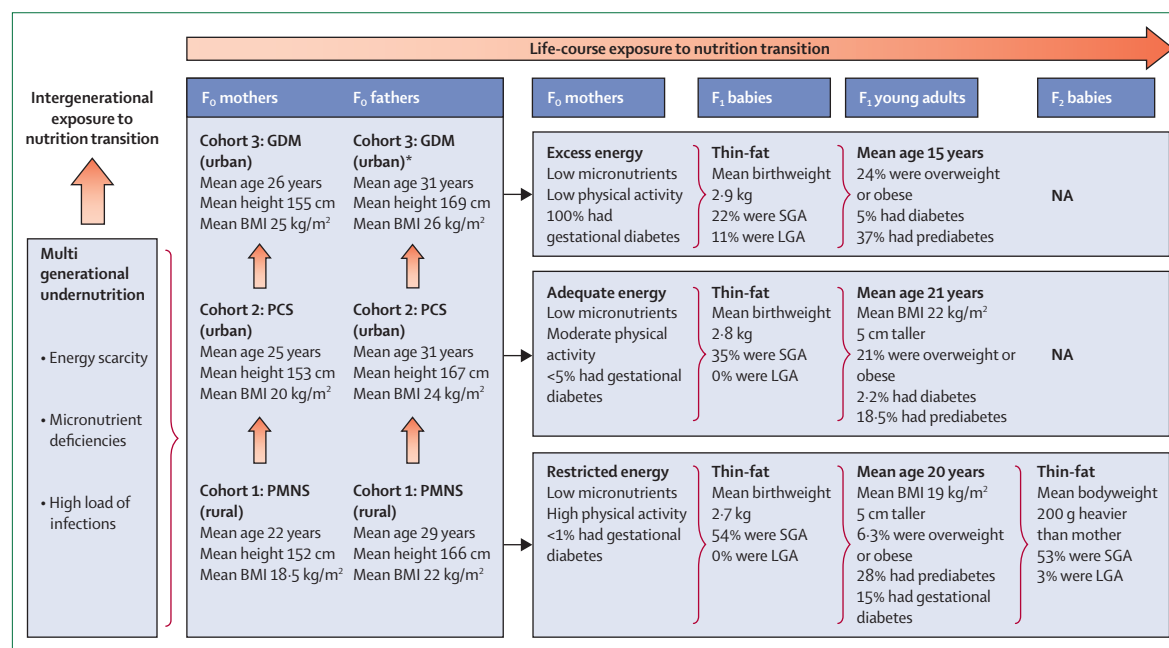 Life-course exposure to nutrition transition
Intergenerational
exposure to
nutrition transition
Multi
generational
undernutrition
• Energy scarcity
• Micronutrient
deficiencies
• High load of
infections
F₀ mothers
F₀ fathers
Cohort 3: GDM
(urban)
Mean age 26 years
Mean height 155 cm
Mean BMI 25 kg/m²
Cohort 3: GDM
(urban)*
Mean age 31 years
Mean height 169 cm
Mean BMI 26 kg/m²
Cohort 2: PCS
(urban)
Mean age 25 years
Mean height 153 cm
Mean BMI 20 kg/m²
Cohort 2: PCS
(urban)
Mean age 31 years
Mean height 167 cm
Mean BMI 24 kg/m²
Cohort 1: PMNS
(rural)
Mean age 22 years
Mean height 152 cm
Mean BMI 18·5 kg/m²
Cohort 1: PMNS
(rural)
Mean age 29 years
Mean height 166 cm
Mean BMI 22 kg/m²
F₀ mothers
F₁ babies
F₁ young adults
F₂ babies
Excess energy
Low micronutrients
Low physical activity
100% had
gestational diabetes
Thin-fat
Mean birthweight
2·9 kg
22% were SGA
11% were LGA
Mean age 15 years
24% were overweight
or obese
5% had diabetes
37% had prediabetes
NA
Adequate energy
Low micronutrients
Moderate physical
activity
<5% had gestational
diabetes
Thin-fat
Mean birthweight
2·8 kg
35% were SGA
0% were LGA
Mean age 21 years
Mean BMI 22 kg/m²
5 cm taller
21% were overweight or
obese
2·2% had diabetes
18·5% had prediabetes
NA
Restricted energy
Low micronutrients
High physical activity
<1% had gestational
diabetes
Thin-fat
Mean birthweight
2·7 kg
54% were SGA
0% were LGA
Mean age 20 years
Mean BMI 19 kg/m²
5 cm taller
6·3% were overweight
or obese
28% had prediabetes
15% had gestational
diabetes
Thin-fat
Mean bodyweight
200 g heavier
than mother
53% were SGA
3% were LGA